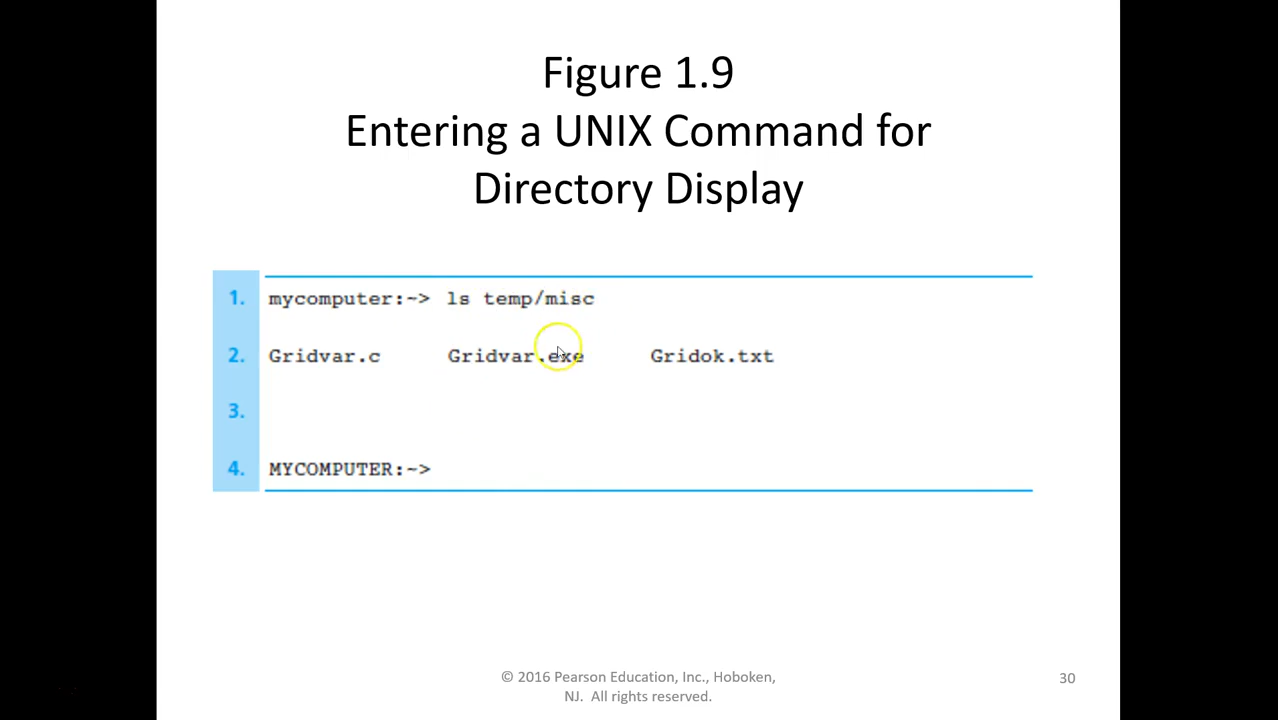 Figure 1.9
Entering a UNIX Command for
Directory Display
1. mycomputer:~> ls temp/misc
2. Gridvar.c Gridvar.exe Gridok.txt
3.
4. MYCOMPUTER:~>
© 2016 Pearson Education, Inc., Hoboken,
NJ. All rights reserved.
30